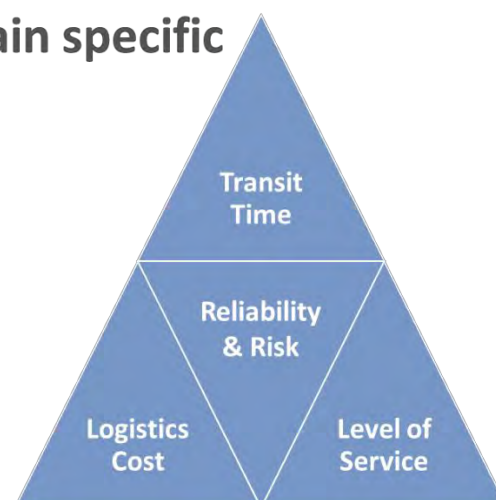 ain specific
Transit
Time
Reliability
& Risk
Logistics
Cost
Level of
Service